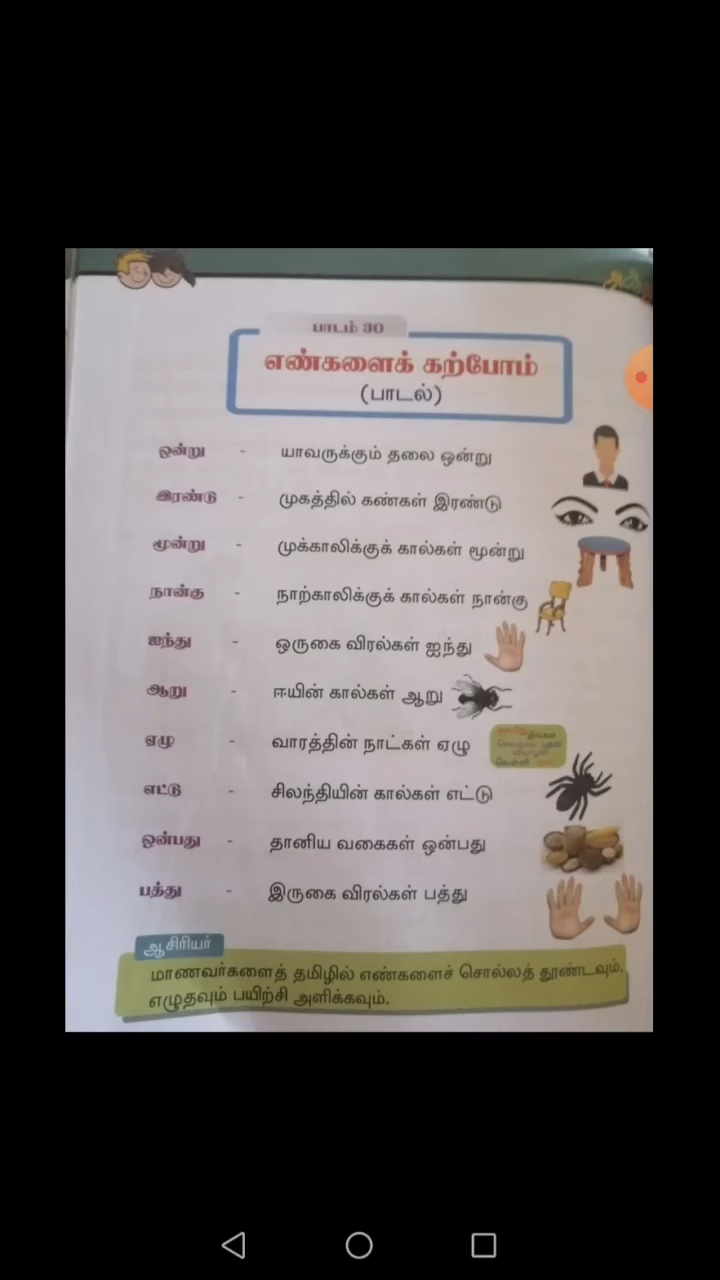 பாடம் 30
எண்களைக் கற்போம்
(பாடல்)
ஒன்று - யாவருக்கும் தலை ஒன்று
இரண்டு - முகத்தில் கண்கள் இரண்டு
மூன்று - முக்காலிக்குக் கால்கள் மூன்று
நான்கு - நாற்காலிக்குக் கால்கள் நான்கு
ஐந்து - ஒருகை விரல்கள் ஐந்து
ஆறு - ஈயின் கால்கள் ஆறு
ஏழு - வாரத்தின் நாட்கள் ஏழு
எட்டு - சிலந்தியின் கால்கள் எட்டு
ஒன்பது - தானிய வகைகள் ஒன்பது
பத்து - இருகை விரல்கள் பத்து
ஆசிரியர்
மாணவர்களைத் தமிழில் எண்களைச் சொல்லத் தூண்டவும்,
எழுதவும் பயிற்சி அளிக்கவும்.